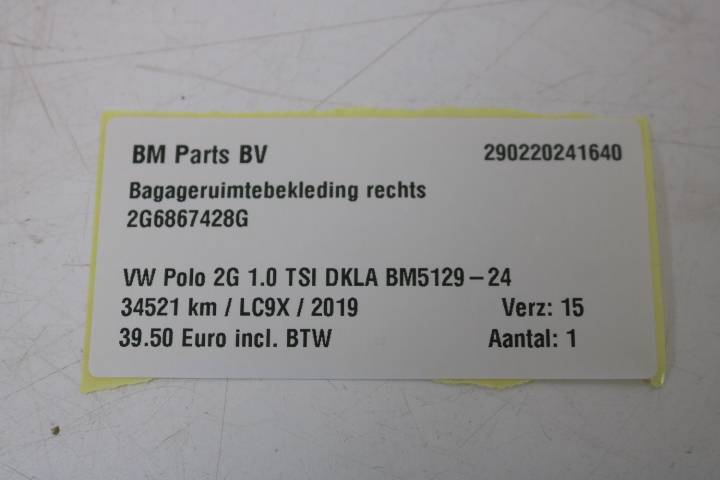 BM Parts BV 290220241640
Bagageruimtebekleding rechts
2G6867428G
VW Polo 2G 1.0 TSI DKLA BM5129-24
34521 km / LC9X / 2019 Verz: 15
39.50 Euro incl. BTW Aantal: 1